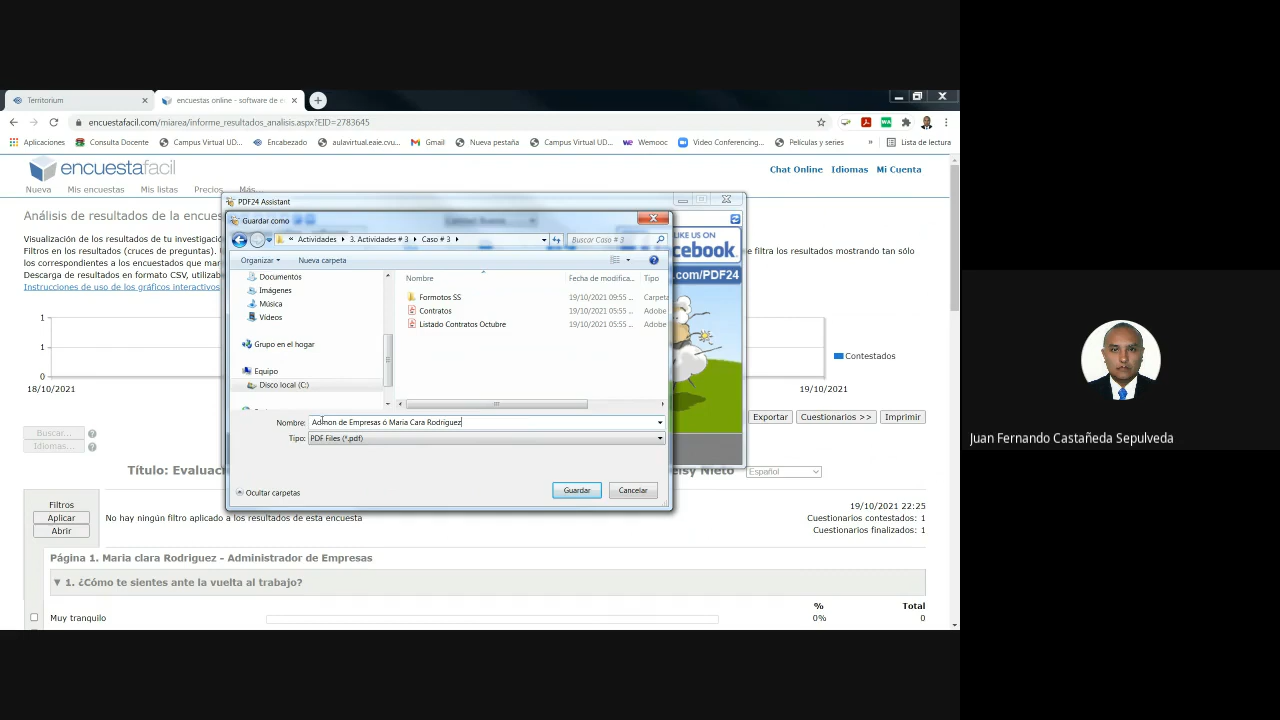 Territorium
encuestas online - software de e
encuestafacil.com/miarea/informe_resultados_analisis.aspx?EID=2783645
Aplicaciones
Consulta Docente
Campus Virtual UD...
Encabezado
aulavirtual.eaie.cvu...
Gmail
Nueva pestaña
Campus Virtual UD...
Wemooc
Video Conferencing...
Peliculas y series
»
Lista de lectura
encuestafacil
Chat Online
Idiomas
Mi Cuenta
Nueva
Mis encuestas
Mis listas
Precios
Más...
Análisis de resultados de la encues
Visualización de los resultados de tu investigació
Filtros en los resultados (cruces de preguntas).
e filtra los resultados mostrando tan sólo
los correspondientes a los encuestados que mar
Descarga de resultados en formato CSV, utilizab
Instrucciones de uso de los gráficos interactivos
PDF24 Assistant
Guardar como
« Actividades
3. Actividades # 3
Caso # 3
Buscar Caso # 3
Organizar
Nueva carpeta
Documentos
Imágenes
Música
Vídeos
Grupo en el hogar
Equipo
Disco local (C:)
Nombre
Fecha de modifica...
Tipo
Formotos SS
19/10/2021 09:55 ...
Carpeta
Contratos
19/10/2021 05:55 ...
Adobe
Listado Contratos Octubre
19/10/2021 05:55 ...
Adobe
Nombre:
Admon de Empresas ó Maria Cara Rodriguez
Tipo:
PDF Files (*.pdf)
Ocultar carpetas
Guardar
Cancelar
LIKE US ON
cebook.
.com/PDF24
1
1
0
18/10/2021
19/10/2021
Contestados
Exportar
Cuestionarios >>
Imprimir
Buscar...
Idiomas...
Título: Evaluaci
eisy Nieto
Español
Filtros
Aplicar
Abrir
No hay ningún filtro aplicado a los resultados de esta encuesta
19/10/2021 22:25
Cuestionarios contestados: 1
Cuestionarios finalizados: 1
Página 1. Maria clara Rodriguez - Administrador de Empresas
1. ¿Cómo te sientes ante la vuelta al trabajo?
%
Total
Muy tranquilo
0%
0
Juan Fernando Castañeda Sepulveda